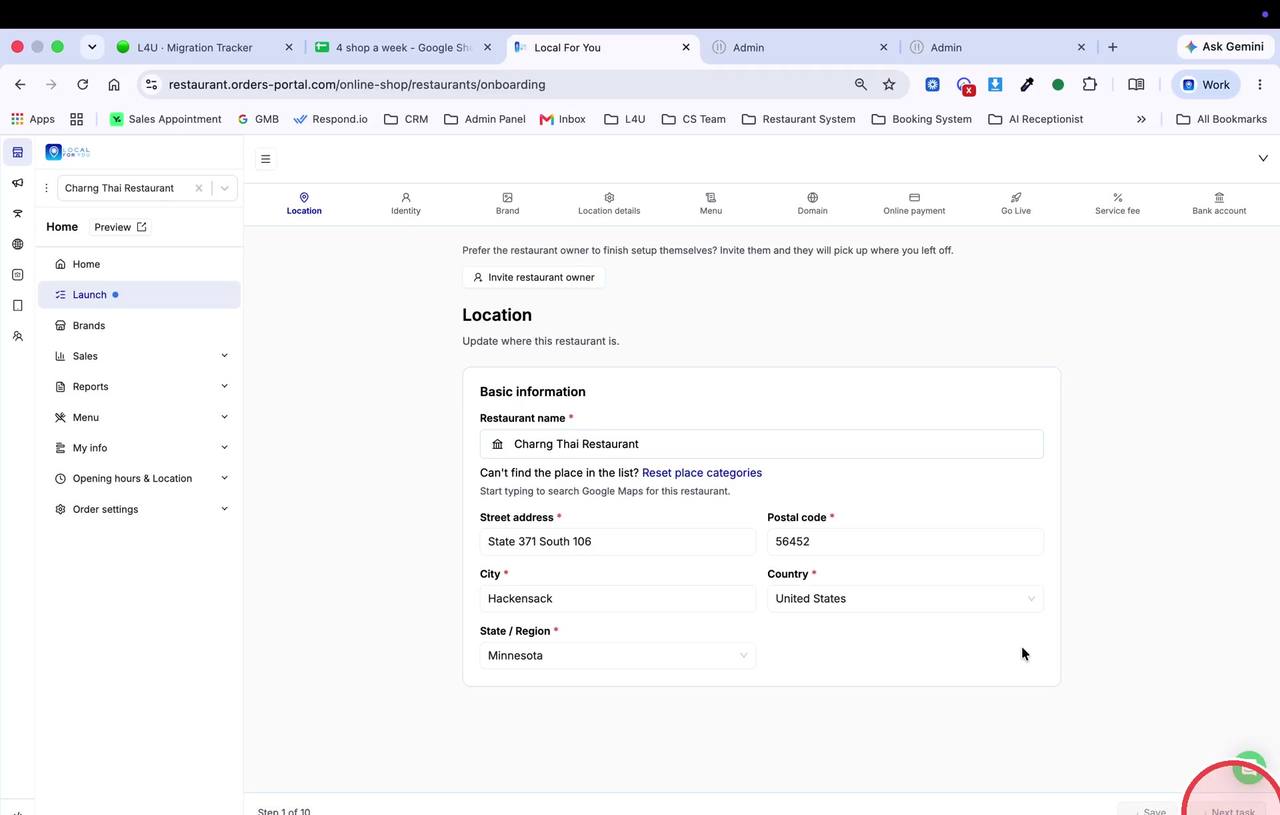 L4U · Migration Tracker
4 shop a week - Google She
Local For You
Admin
Admin
Ask Gemini
restaurant.orders-portal.com/online-shop/restaurants/onboarding
Work
Apps
Sales Appointment
GMB
Respond.io
CRM
Admin Panel
Inbox
L4U
CS Team
Restaurant System
Booking System
AI Receptionist
All Bookmarks
LOCAL
FOR YOU
Charng Thai Restaurant
Home
Preview
Home
Launch
Brands
Sales
Reports
Menu
My info
Opening hours & Location
Order settings
Location
Identity
Brand
Location details
Menu
Domain
Online payment
Go Live
Service fee
Bank account
Prefer the restaurant owner to finish setup themselves? Invite them and they will pick up where you left off.
Invite restaurant owner
Location
Update where this restaurant is.
Basic information
Restaurant name *
Charng Thai Restaurant
Can't find the place in the list? Reset place categories
Start typing to search Google Maps for this restaurant.
Street address *
Postal code *
State 371 South 106
56452
City *
Country *
Hackensack
United States
State / Region *
Minnesota
Step 1 of 10
Save
Next task